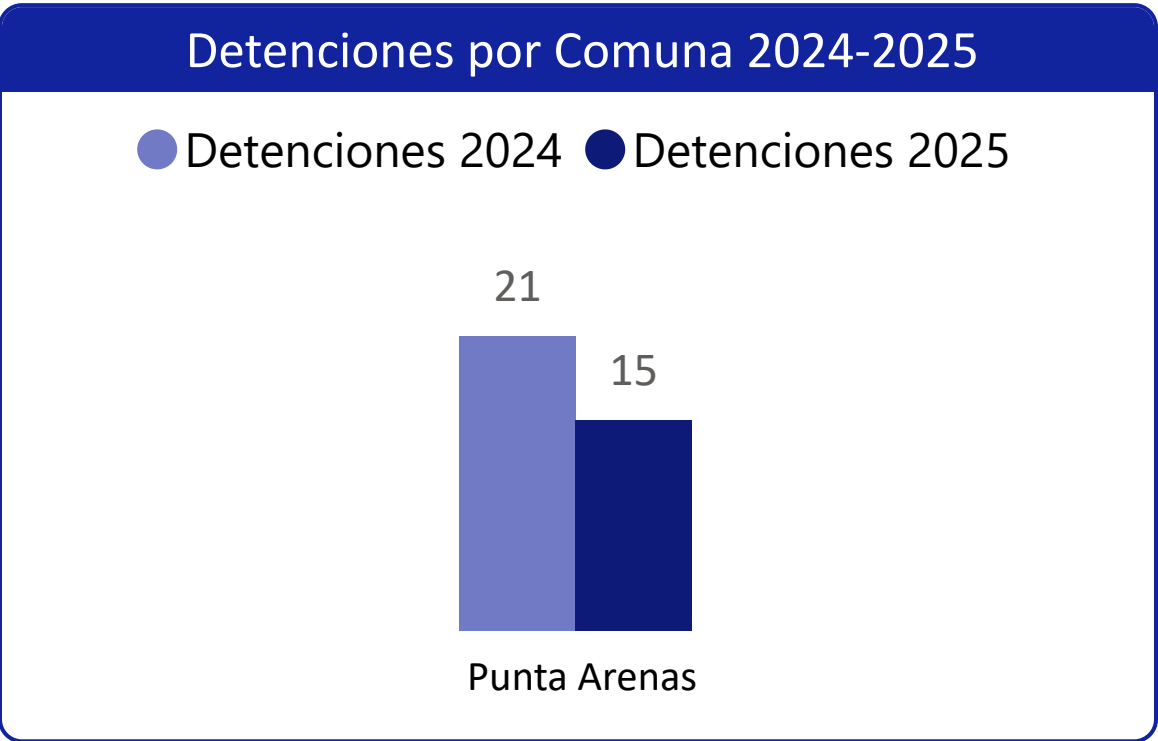 Detenciones por Comuna 2024-2025
Detenciones 2024 Detenciones 2025
21
15
Punta Arenas